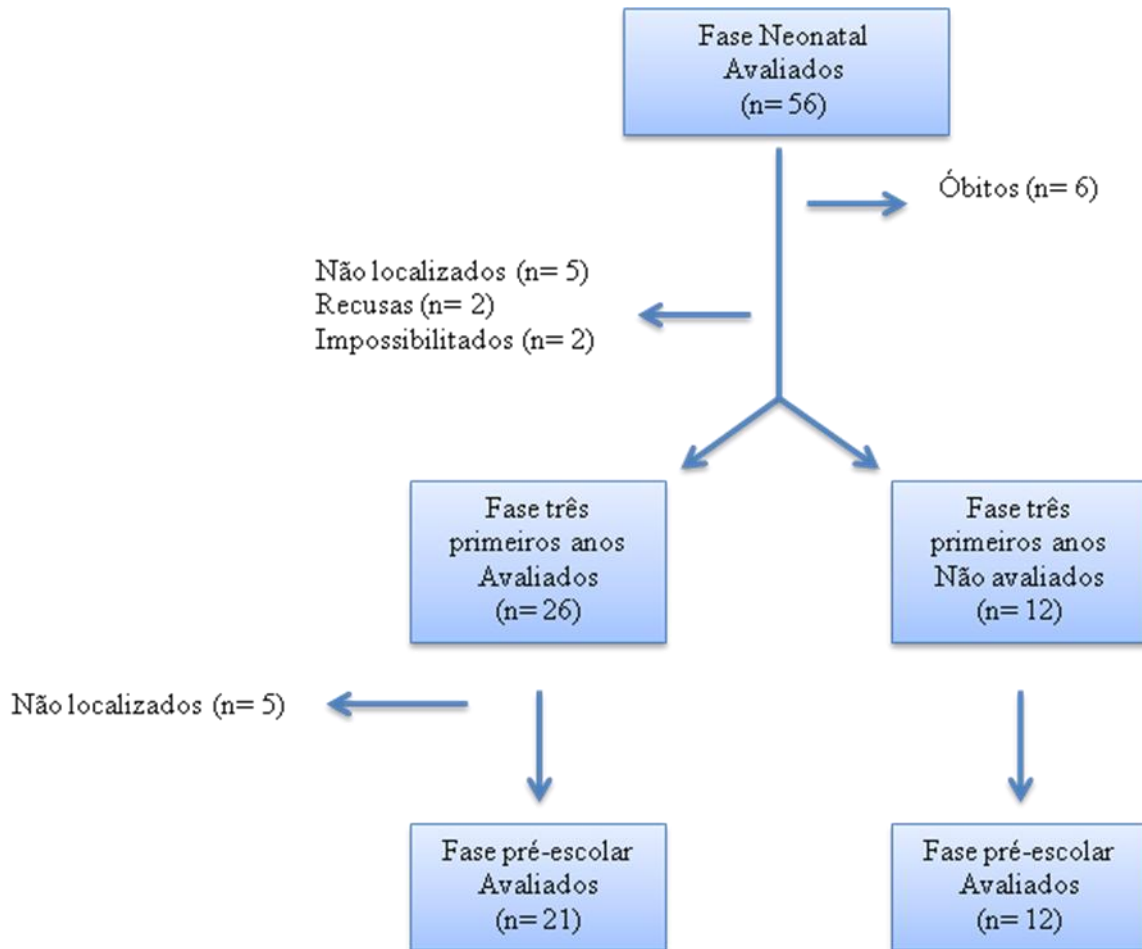 Fase Neonatal
Avaliados
(n= 56)
Óbitos (n= 6)
Não localizados (n= 5)
Recusas (n= 2)
Impossibilitados (n= 2)
Fase três
primeiros anos
Avaliados
(n= 26)
Fase três
primeiros anos
Não avaliados
(n= 12)
Não localizados (n= 5)
Fase pré-escolar
Avaliados
(n= 21)
Fase pré-escolar
Avaliados
(n= 12)